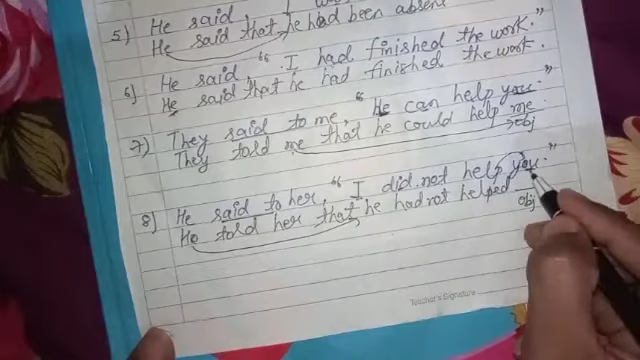 5) He said,
He said that he had been absent
6) He said, "I had finished the work."
He said that he had finished the work.
7) They said to me, "He can help you."
They told me that he could help me.
→obj
8) He said to her, "I did not help you."
He told her that he had not helped
obj
Teacher's Signature